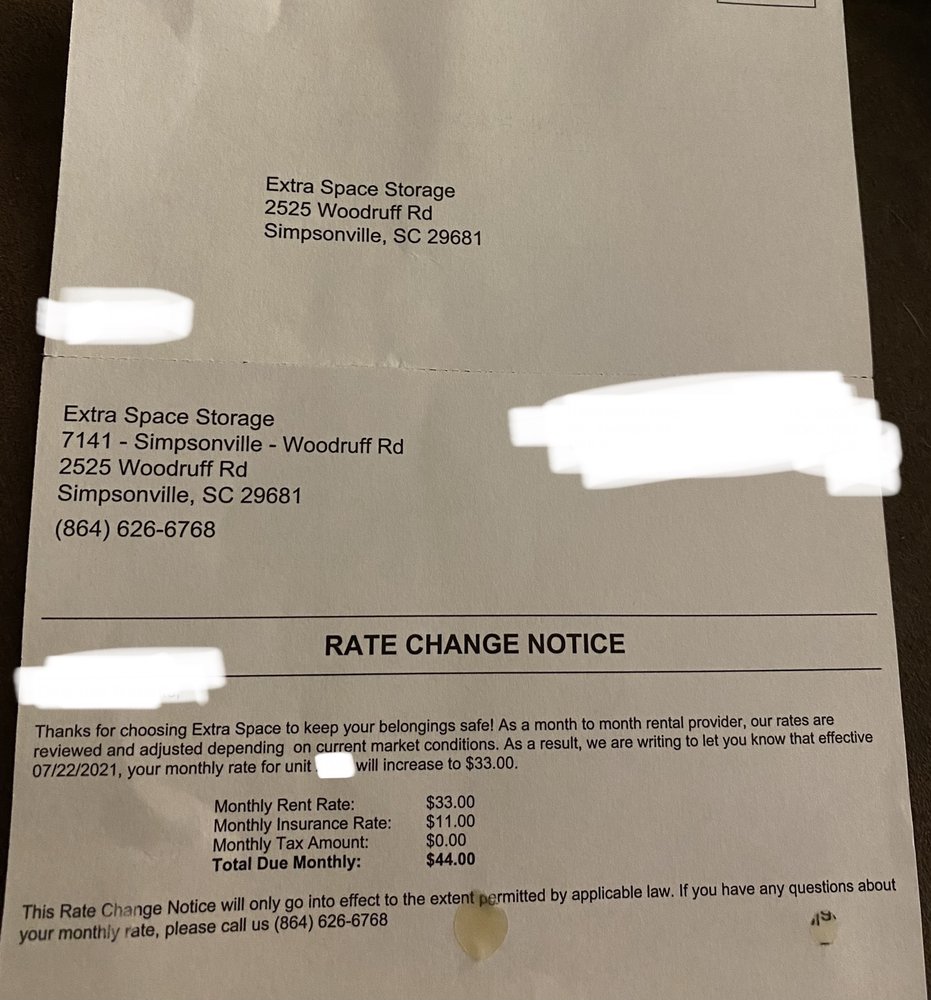 Extra Space Storage
2525 Woodruff Rd
Simpsonville, SC 29681
Extra Space Storage
7141 - Simpsonville - Woodruff Rd
2525 Woodruff Rd
Simpsonville, SC 29681
(864) 626-6768
RATE CHANGE NOTICE
Thanks for choosing Extra Space to keep your belongings safe! As a month to month rental provider, our rates are
reviewed and adjusted depending on current market conditions. As a result, we are writing to let you know that effective
07/22/2021, your monthly rate for unit will increase to $33.00.
Monthly Rent Rate: $33.00
Monthly Insurance Rate: $11.00
Monthly Tax Amount: $0.00
Total Due Monthly: $44.00
This Rate Change Notice will only go into effect to the extent permitted by applicable law. If you have any questions about
your monthly rate, please call us (864) 626-6768